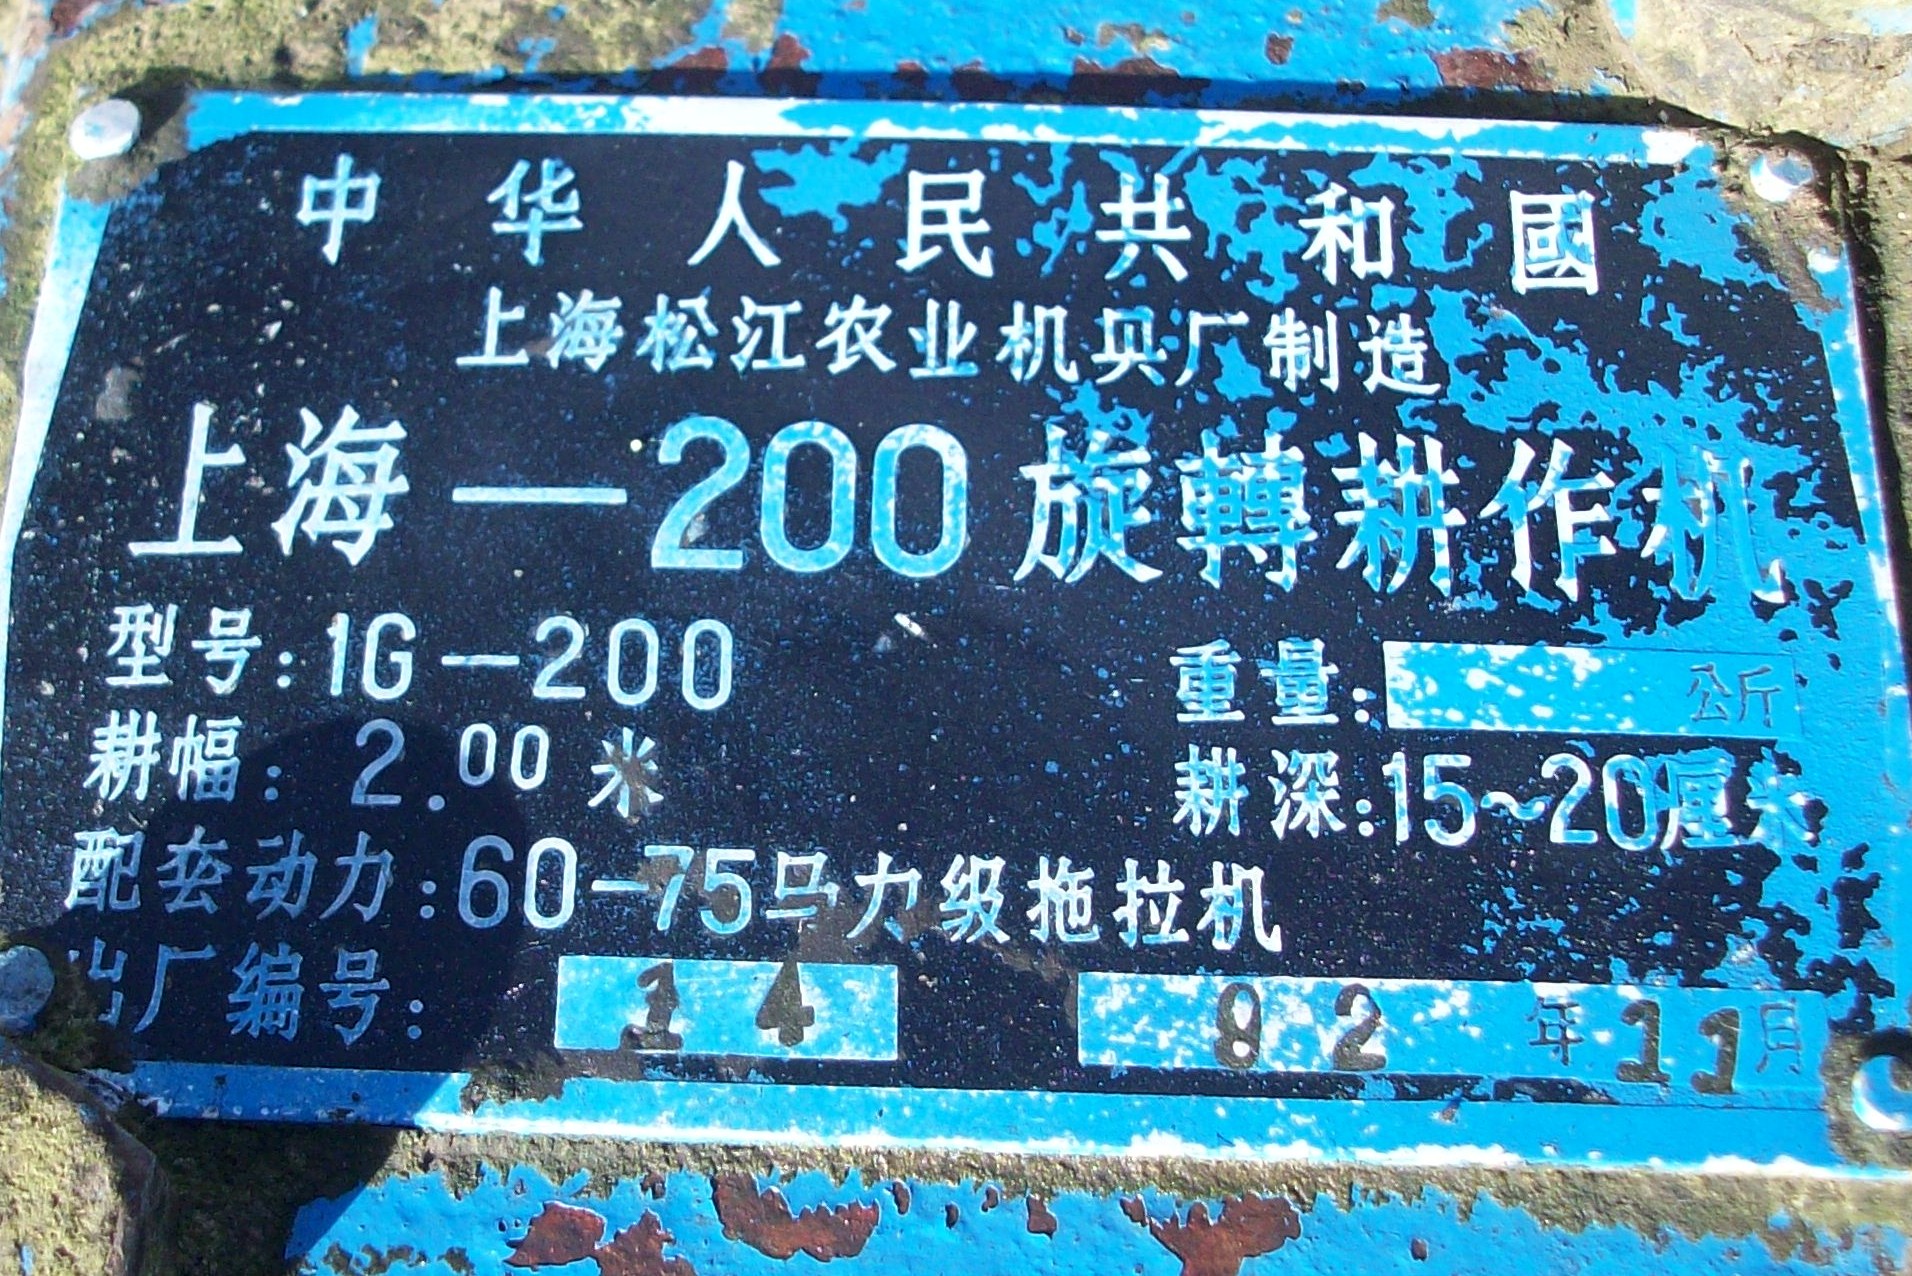 中华人民共和國
上海松江农业机具厂制造
上海—200旋轉耕作机
型号:1G—200
重量: 公斤
耕幅: 2.00米
耕深:15~20厘米
配套动力:60—75马力级拖拉机
出厂编号: 14 92年11月